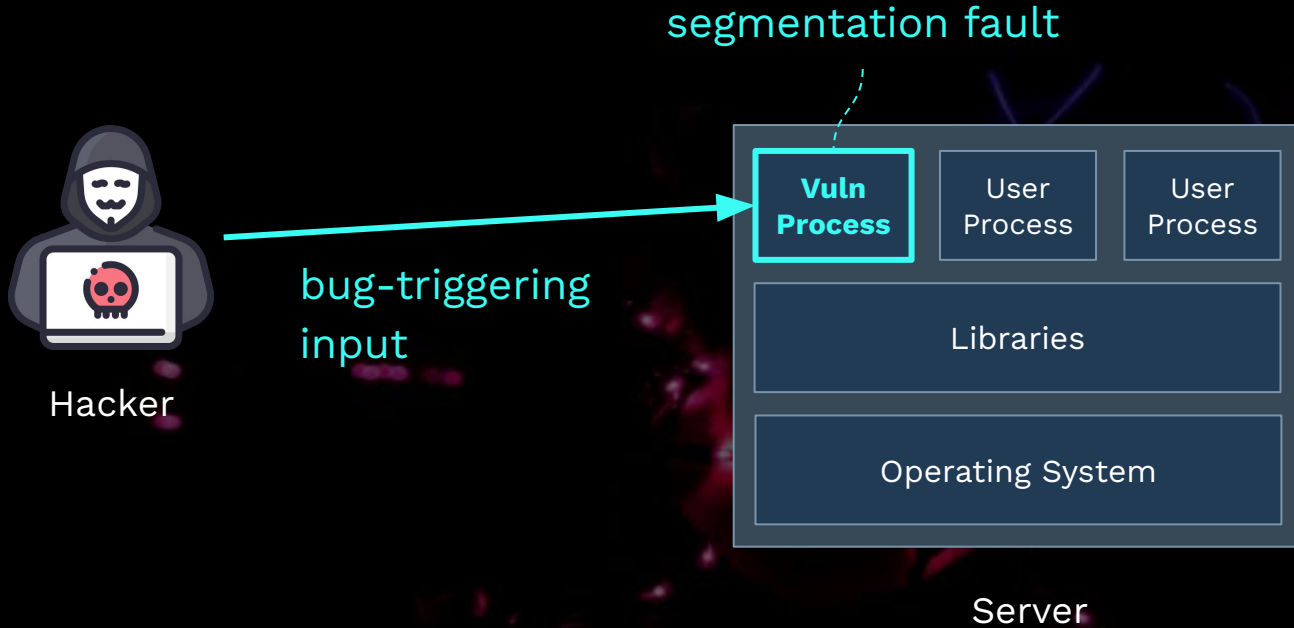 segmentation fault
Vuln
Process
User
Process
User
Process
bug-triggering
input
Libraries
Hacker
Operating System
Server